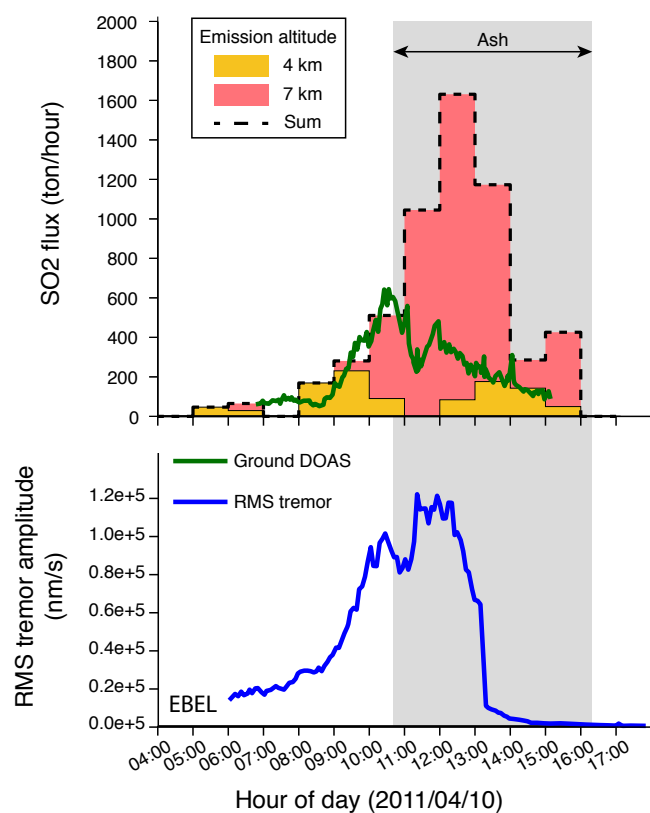 2000
1800
1600
1400
1200
1000
800
600
400
200
0
SO2 flux (ton/hour)
Emission altitude
4 km
7 km
Sum
Ash
Ground DOAS
RMS tremor
1.2e+5
1.0e+5
0.8e+5
0.6e+5
0.4e+5
0.2e+5
0.0e+5
RMS tremor amplitude
(nm/s)
EBEL
04:00 05:00 06:00 07:00 08:00 09:00 10:00 11:00 12:00 13:00 14:00 15:00 16:00 17:00
Hour of day (2011/04/10)